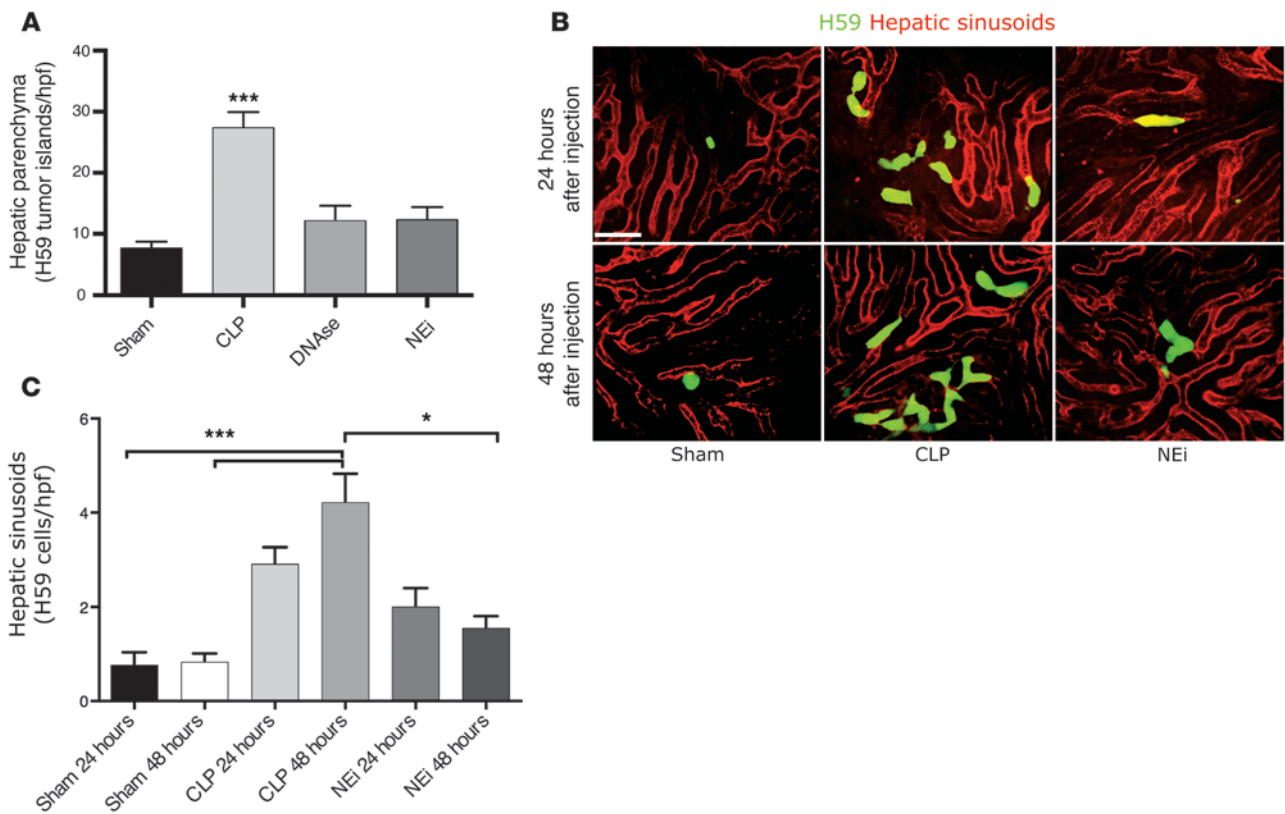 A
Hepatic parenchyma
(H59 tumor islands/hpf)
40
30
20
10
0
***
Sham
CLP
DNAse
NEi
B
H59 Hepatic sinusoids
24 hours
after injection
48 hours
after injection
Sham
CLP
NEi
C
Hepatic sinusoids
(H59 cells/hpf)
6
4
2
0
***
*
Sham 24 hours
Sham 48 hours
CLP 24 hours
CLP 48 hours
NEi 24 hours
NEi 48 hours